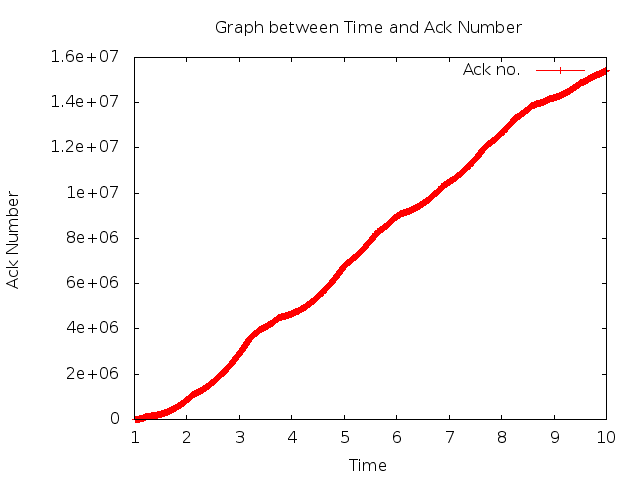 Graph between Time and Ack Number
1.6e+07
Ack no.
1.4e+07
1.2e+07
1e+07
8e+06
6e+06
4e+06
2e+06
0
Ack Number
1 2 3 4 5 6 7 8 9 10
Time